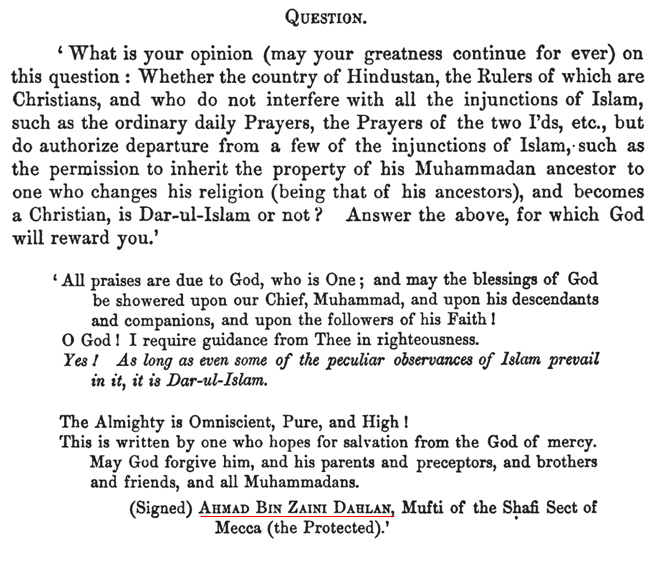 QUESTION.
‘ What is your opinion (may your greatness continue for ever) on
this question : Whether the country of Hindustan, the Rulers of which are
Christians, and who do not interfere with all the injunctions of Islam,
such as the ordinary daily Prayers, the Prayers of the two I’ds, etc., but
do authorize departure from a few of the injunctions of Islam, such as
the permission to inherit the property of his Muhammadan ancestor to
one who changes his religion (being that of his ancestors), and becomes
a Christian, is Dar-ul-Islam or not ? Answer the above, for which God
will reward you.’
‘ All praises are due to God, who is One ; and may the blessings of God
be showered upon our Chief, Muhammad, and upon his descendants
and companions, and upon the followers of his Faith !
O God ! I require guidance from Thee in righteousness.
Yes ! As long as even some of the peculiar observances of Islam prevail
in it, it is Dar-ul-Islam.
The Almighty is Omniscient, Pure, and High !
This is written by one who hopes for salvation from the God of mercy.
May God forgive him, and his parents and preceptors, and brothers
and friends, and all Muhammadans.
(Signed) AHMAD BIN ZAINI DAHLAN, Mufti of the Ṣhafi Sect of
Mecca (the Protected).’